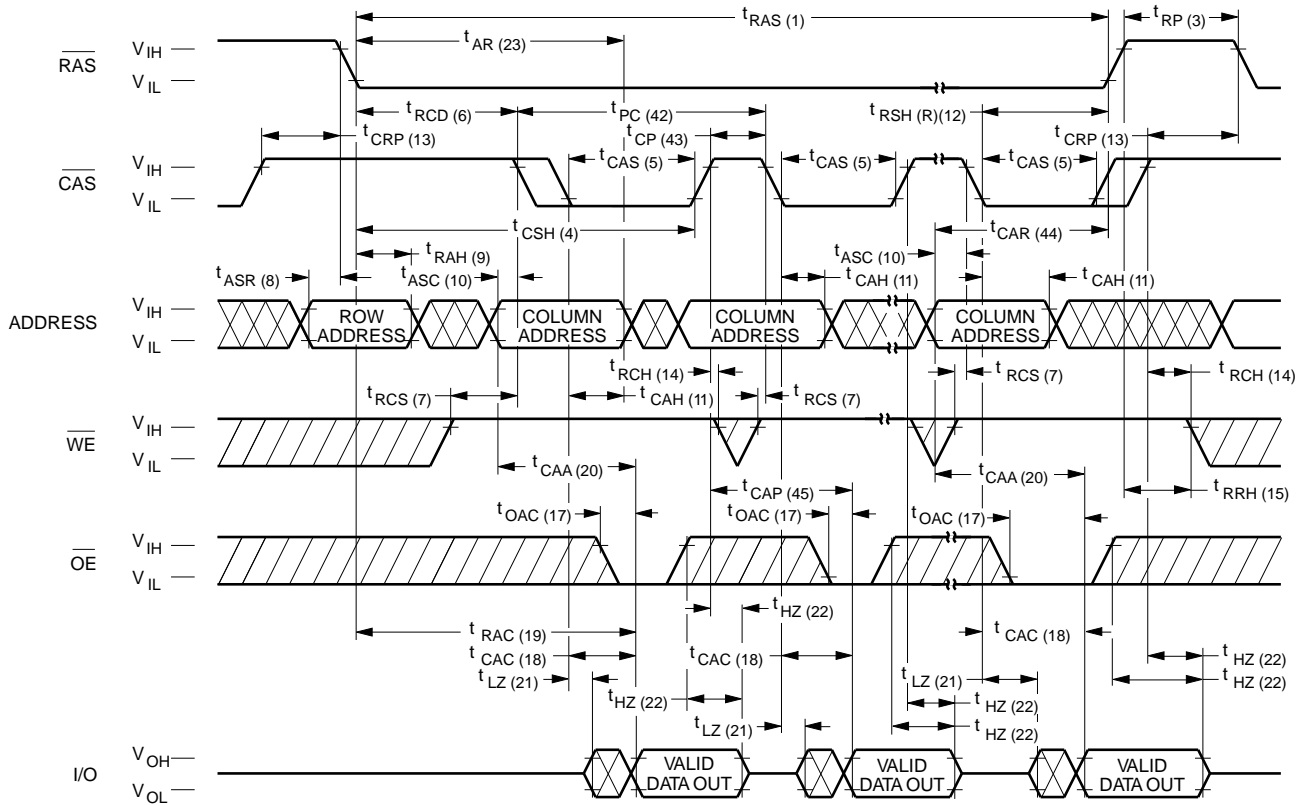 t RAS (1)
t RP (3)
t AR (23)
RAS
V IH
V IL
t RCD (6)
t PC (42)
t RSH (R)(12)
t CRP (13)
t CP (43)
t CRP (13)
CAS
V IH
V IL
t CAS (5)
t CAS (5)
t CAS (5)
t CSH (4)
t CAR (44)
t RAH (9)
t ASC (10)
t ASR (8)
t ASC (10)
t CAH (11)
t CAH (11)
ADDRESS
V IH
V IL
ROW ADDRESS
COLUMN ADDRESS
COLUMN ADDRESS
COLUMN ADDRESS
t RCH (14)
t RCS (7)
t RCH (14)
t RCS (7)
t CAH (11)
t RCS (7)
WE
V IH
V IL
t CAA (20)
t CAA (20)
t CAP (45)
t RRH (15)
t OAC (17)
t OAC (17)
t OAC (17)
OE
V IH
V IL
t HZ (22)
t RAC (19)
t CAC (18)
t CAC (18)
t CAC (18)
t HZ (22)
t LZ (21)
t LZ (21)
t HZ (22)
t HZ (22)
t HZ (22)
t LZ (21)
t HZ (22)
I/O
V OH
V OL
VALID DATA OUT
VALID DATA OUT
VALID DATA OUT